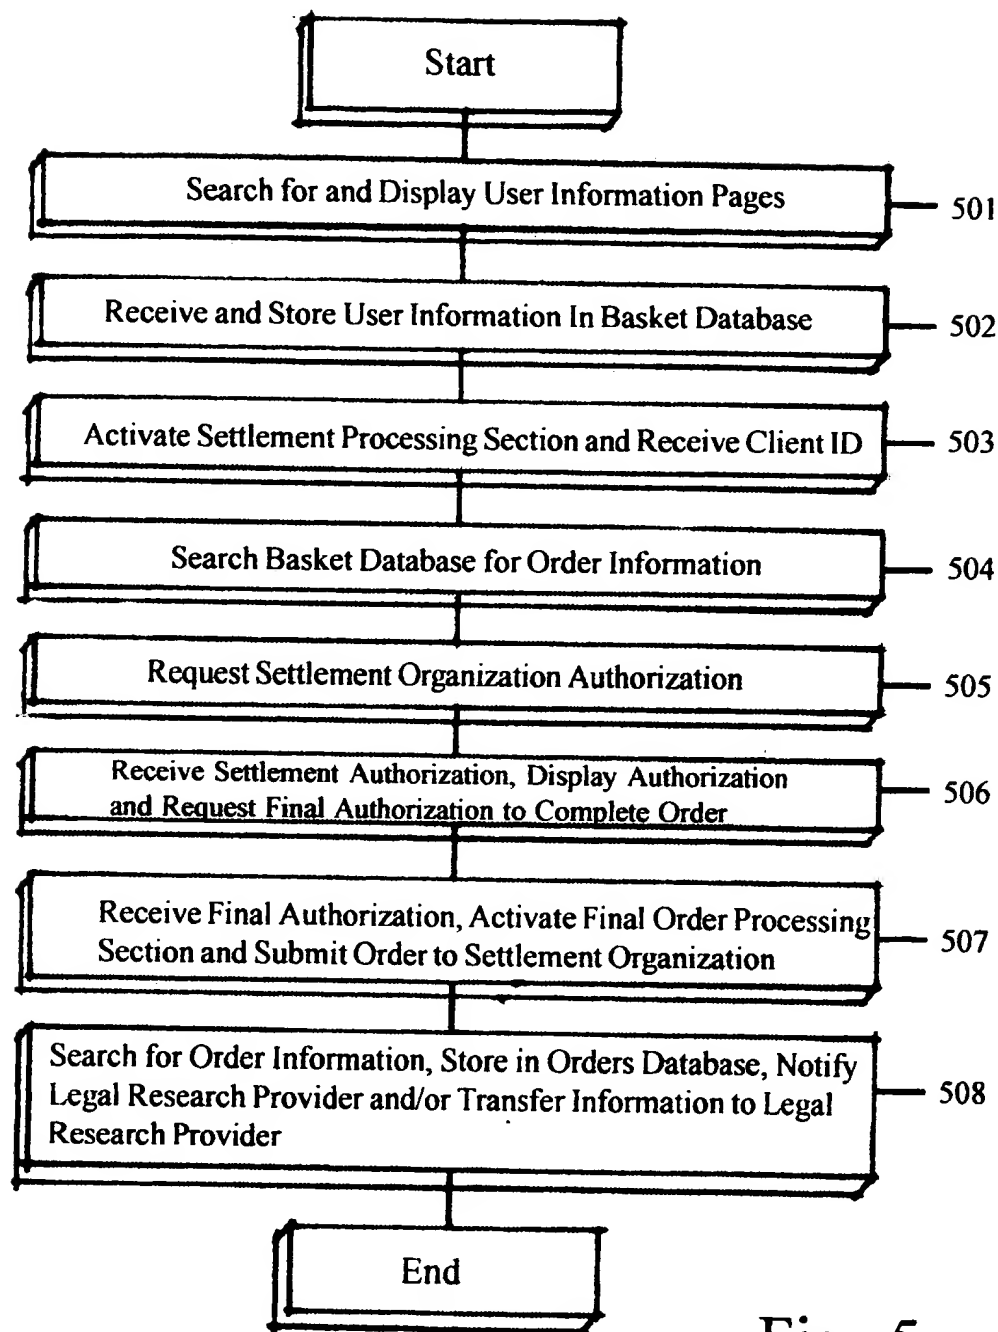 Start
Search for and Display User Information Pages
501
Receive and Store User Information In Basket Database
502
Activate Settlement Processing Section and Receive Client ID
503
Search Basket Database for Order Information
504
Request Settlement Organization Authorization
505
Receive Settlement Authorization, Display Authorization
and Request Final Authorization to Complete Order
506
Receive Final Authorization, Activate Final Order Processing
Section and Submit Order to Settlement Organization
507
Search for Order Information, Store in Orders Database, Notify
Legal Research Provider and/or Transfer Information to Legal
Research Provider
508
End
Fig. 5